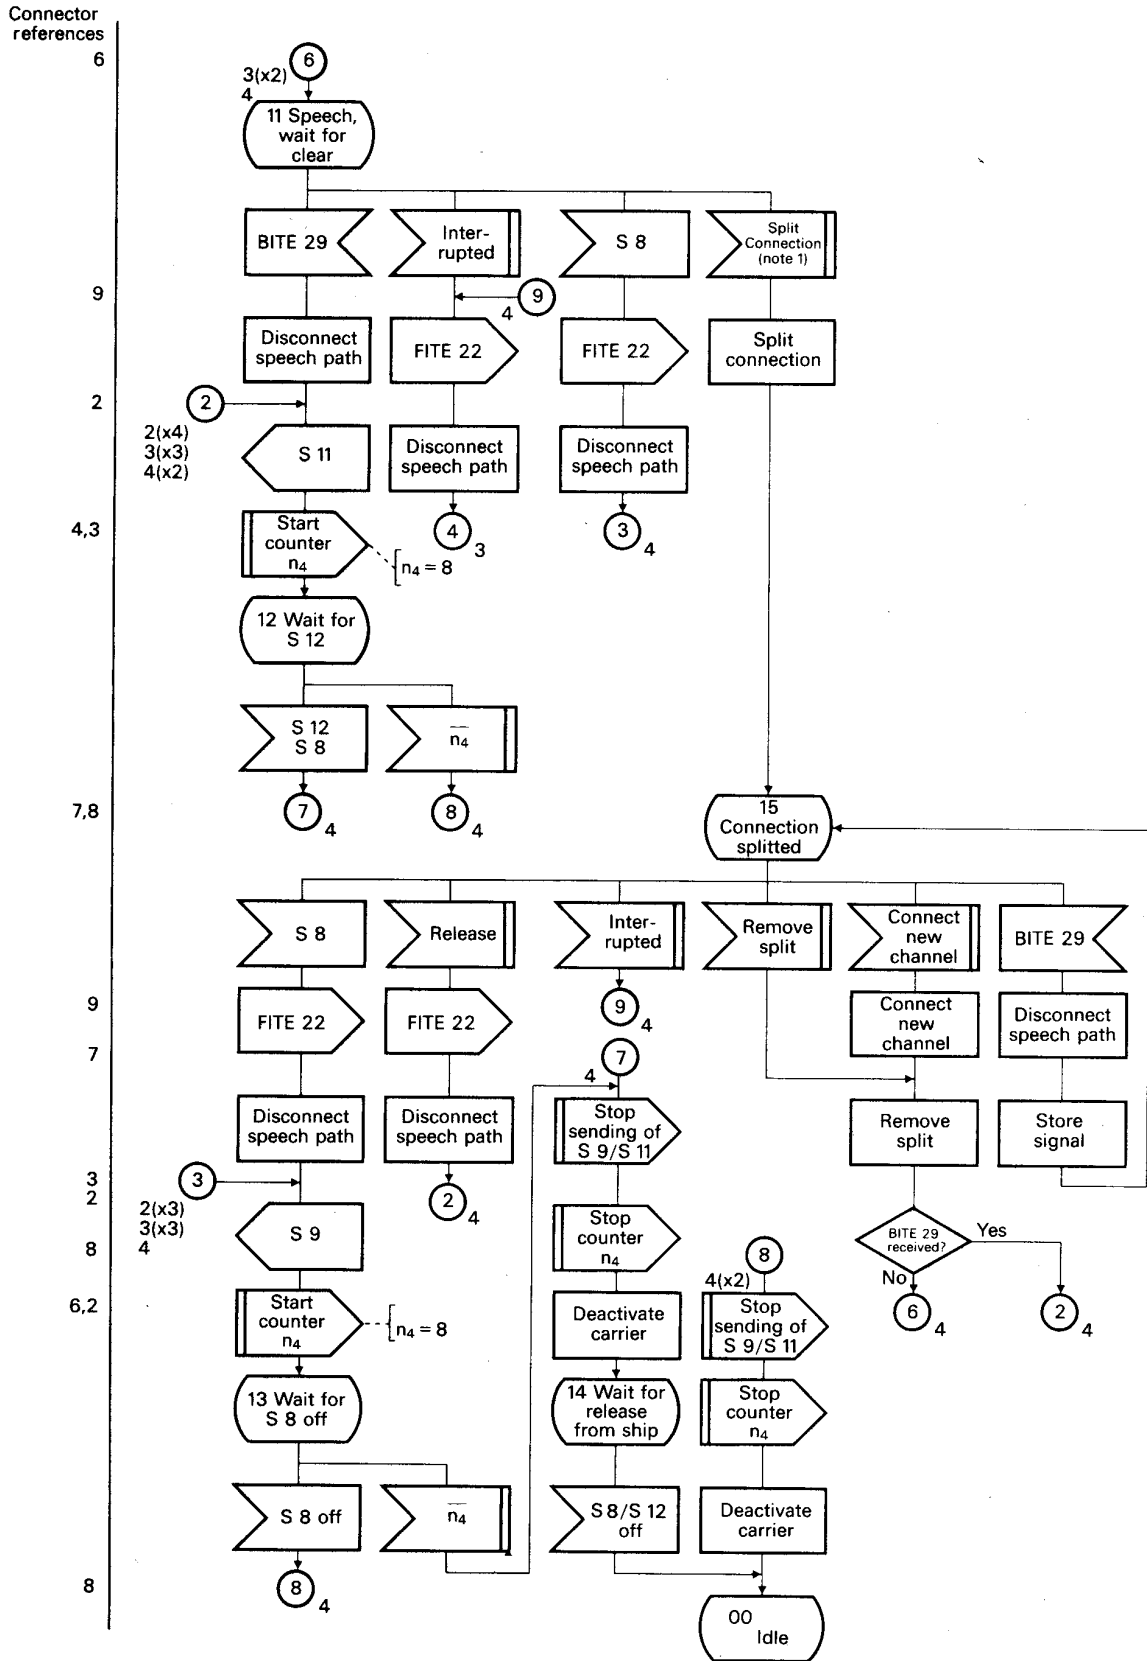 Connector
references
6
6
3(x2)
4
11 Speech,
wait for
clear
BITE 29
Inter-
rupted
S 8
Split
Connection
(note 1)
9
9
4
Disconnect
speech path
FITE 22
FITE 22
Split
connection
2
2
2(x4)
3(x3)
4(x2)
S 11
Disconnect
speech path
Disconnect
speech path
4,3
Start
counter
n4
n4 = 8
4
3
3
4
12 Wait for
S 12
S 12
S 8
n̅4
7,8
7
4
8
4
15
Connection
splitted
S 8
Release
Inter-
rupted
Remove
split
Connect
new
channel
BITE 29
9
FITE 22
FITE 22
9
4
Connect
new
channel
Disconnect
speech path
7
7
4
Disconnect
speech path
Disconnect
speech path
Stop
sending of
S 9/S 11
Remove
split
Store
signal
3
2
3
2
4
2(x3)
3(x3)
4
S 9
Stop
counter
n4
BITE 29
received?
Yes
No
8
8
4(x2)
6,2
Start
counter
n4
n4 = 8
Deactivate
carrier
Stop
sending of
S 9/S 11
6
4
2
4
13 Wait for
S 8 off
14 Wait for
release
from ship
Stop
counter
n4
S 8 off
n̅4
S 8/S 12
off
Deactivate
carrier
8
8
4
00
Idle